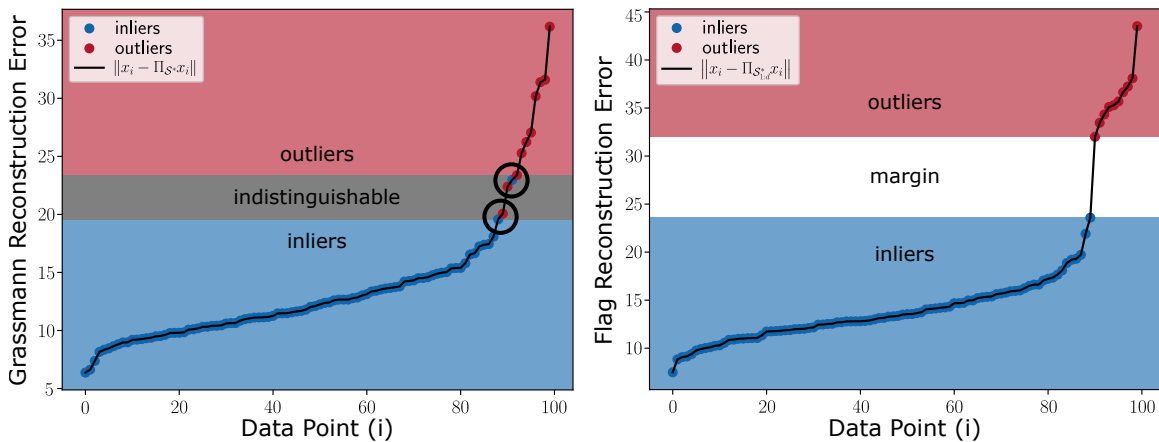 Grassmann Reconstruction Error
35
30
25
20
15
10
5
inliers
outliers
‖x_i − Π_{S*} x_i‖
outliers
indistinguishable
inliers
0
20
40
60
80
100
Data Point (i)
Flag Reconstruction Error
45
40
35
30
25
20
15
10
inliers
outliers
‖x_i − Π_{S*_{1:d}} x_i‖
outliers
margin
inliers
0
20
40
60
80
100
Data Point (i)